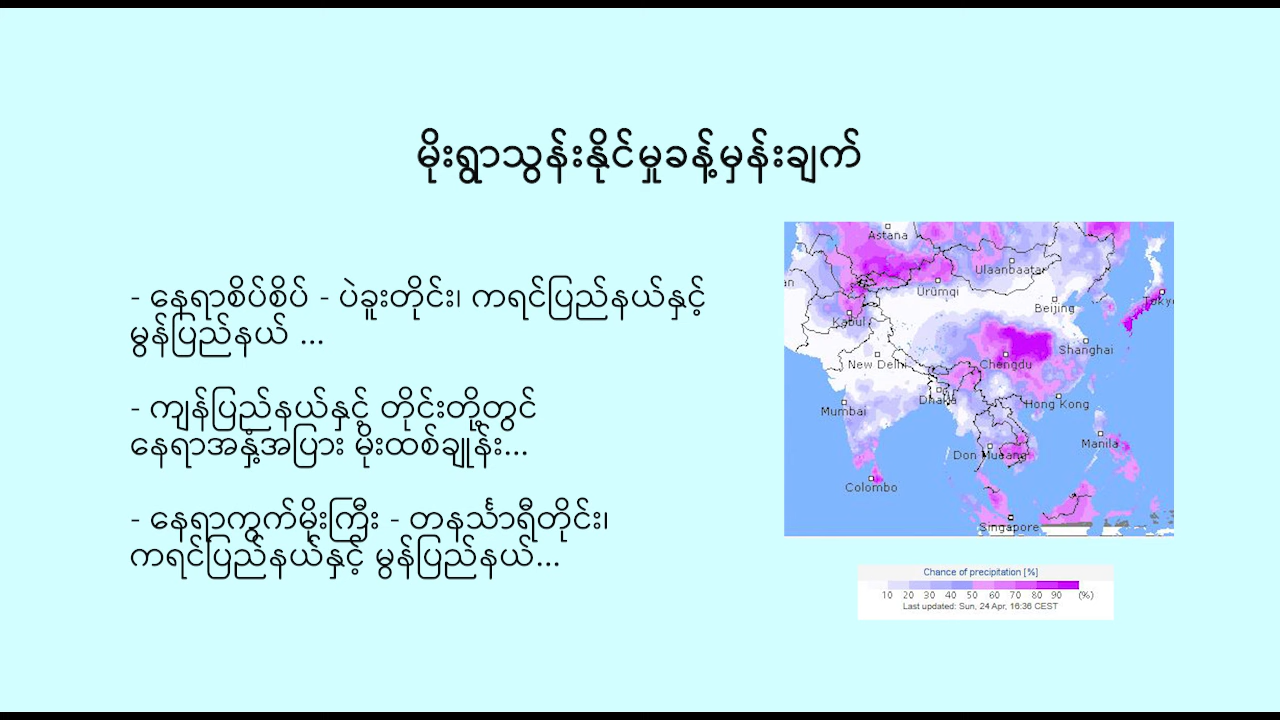 မိုးရွာသွန်းနိုင်မှုခန့်မှန်းချက်
- နေရာစိပ်စိပ် - ပဲခူးတိုင်း၊ ကရင်ပြည်နယ်နှင့်
မွန်ပြည်နယ် ...
- ကျန်ပြည်နယ်နှင့် တိုင်းတို့တွင်
နေရာအနှံ့အပြား မိုးထစ်ချုန်း...
- နေရာကွက်မိုးကြီး - တနင်္သာရီတိုင်း၊
ကရင်ပြည်နယ်နှင့် မွန်ပြည်နယ်...
Astana
Ulaanbaatar
Urumqi
Beijing
Tokyo
Kabul
Shanghai
New Delhi
Chengdu
Dhaka
Hong Kong
Mumbai
Manila
Don Mueang
Colombo
Singapore
Chance of precipitation [%]
10 20 30 40 50 60 70 80 90 (%)
Last updated: Sun, 24 Apr, 16:36 CEST